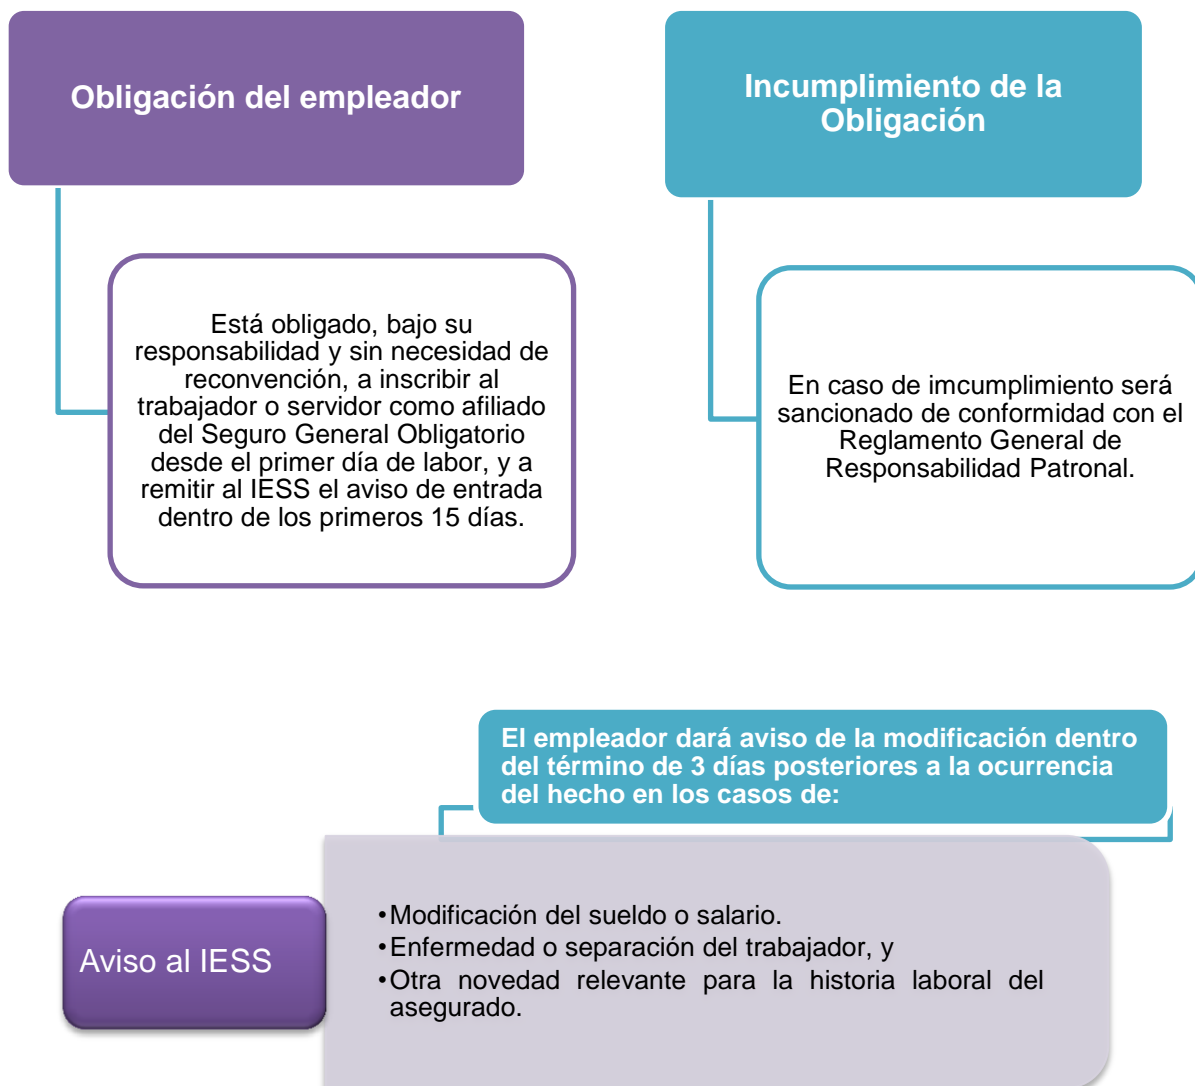 Obligación del empleador
Incumplimiento de la
Obligación
Está obligado, bajo su
responsabilidad y sin necesidad de
reconvención, a inscribir al
trabajador o servidor como afiliado
del Seguro General Obligatorio
desde el primer día de labor, y a
remitir al IESS el aviso de entrada
dentro de los primeros 15 días.
En caso de imcumplimiento será
sancionado de conformidad con el
Reglamento General de
Responsabilidad Patronal.
El empleador dará aviso de la modificación dentro
del término de 3 días posteriores a la ocurrencia
del hecho en los casos de:
Aviso al IESS
•Modificación del sueldo o salario.
•Enfermedad o separación del trabajador, y
•Otra novedad relevante para la historia laboral del
asegurado.